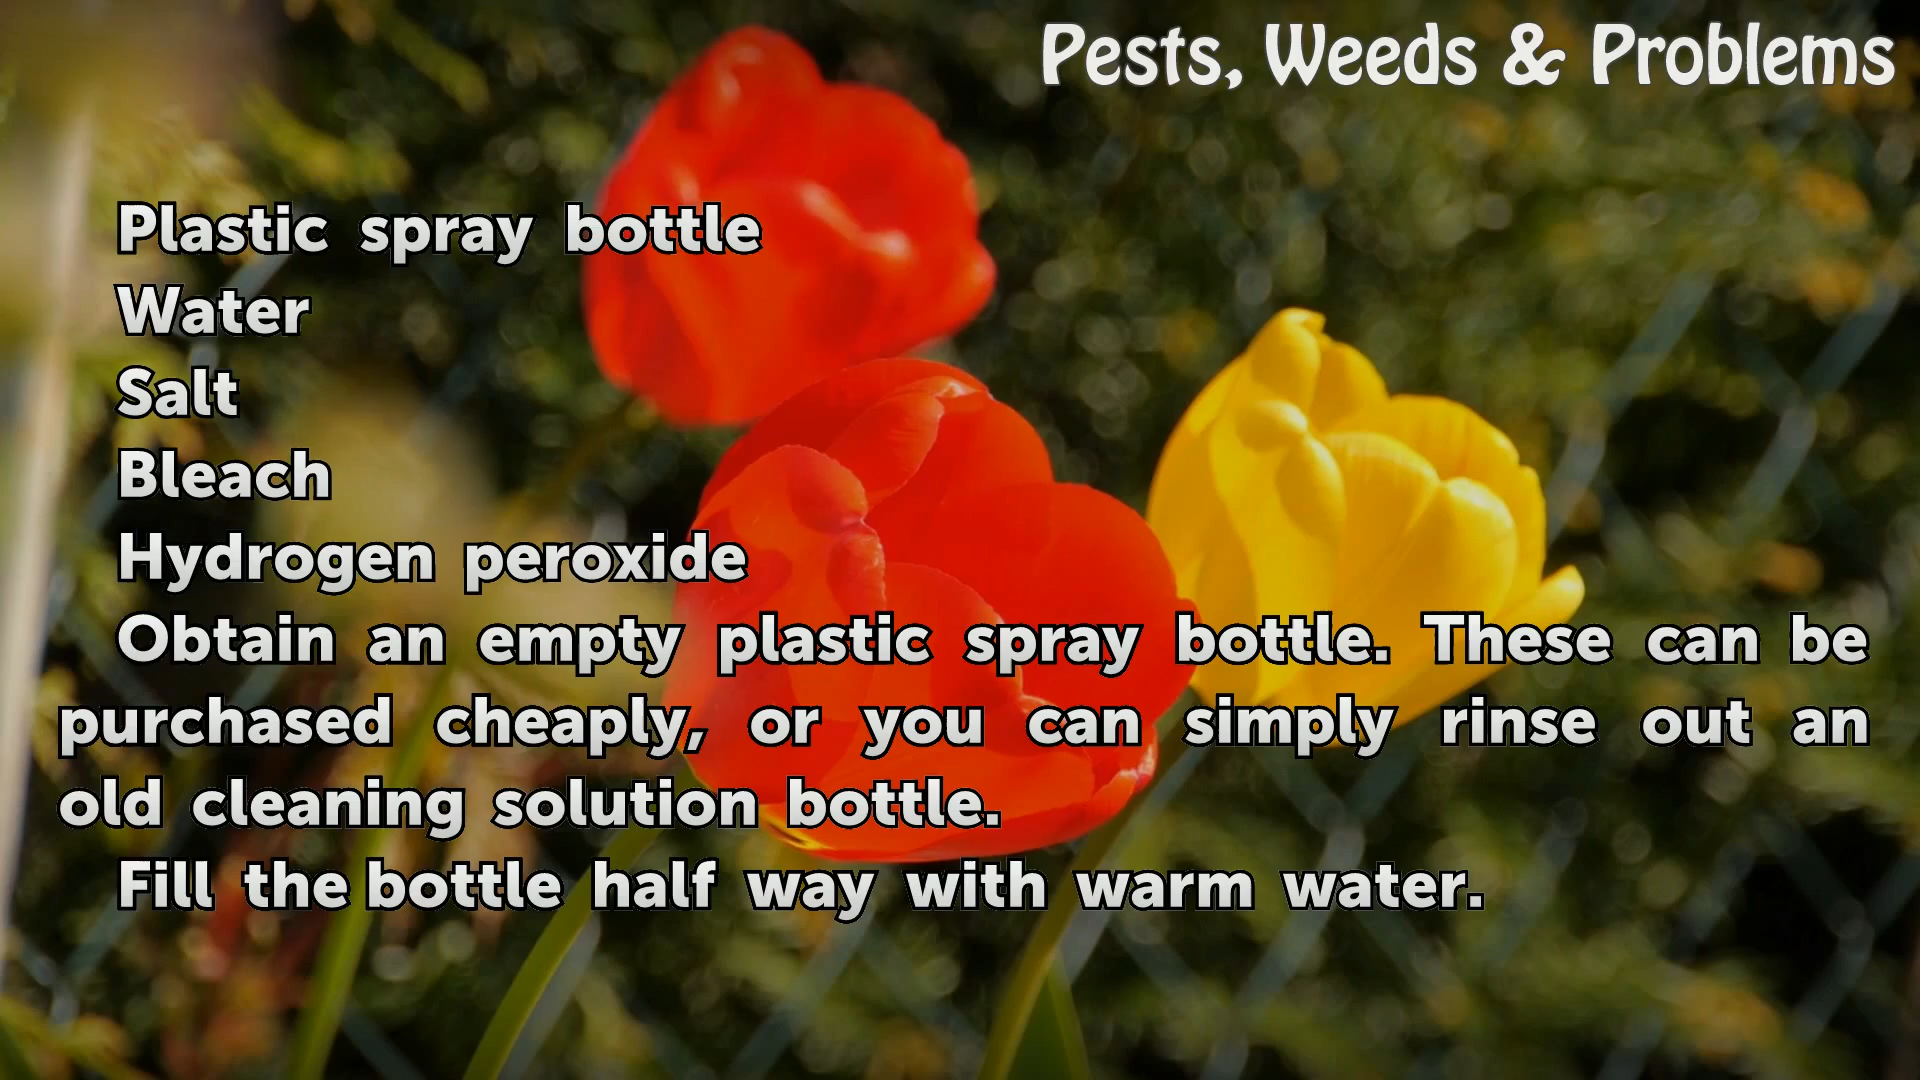 Pests, Weeds & Problems
Plastic spray bottle
Water
Salt
Bleach
Hydrogen peroxide
Obtain an empty plastic spray bottle. These can be
purchased cheaply, or you can simply rinse out an
old cleaning solution bottle.
Fill the bottle half way with warm water.